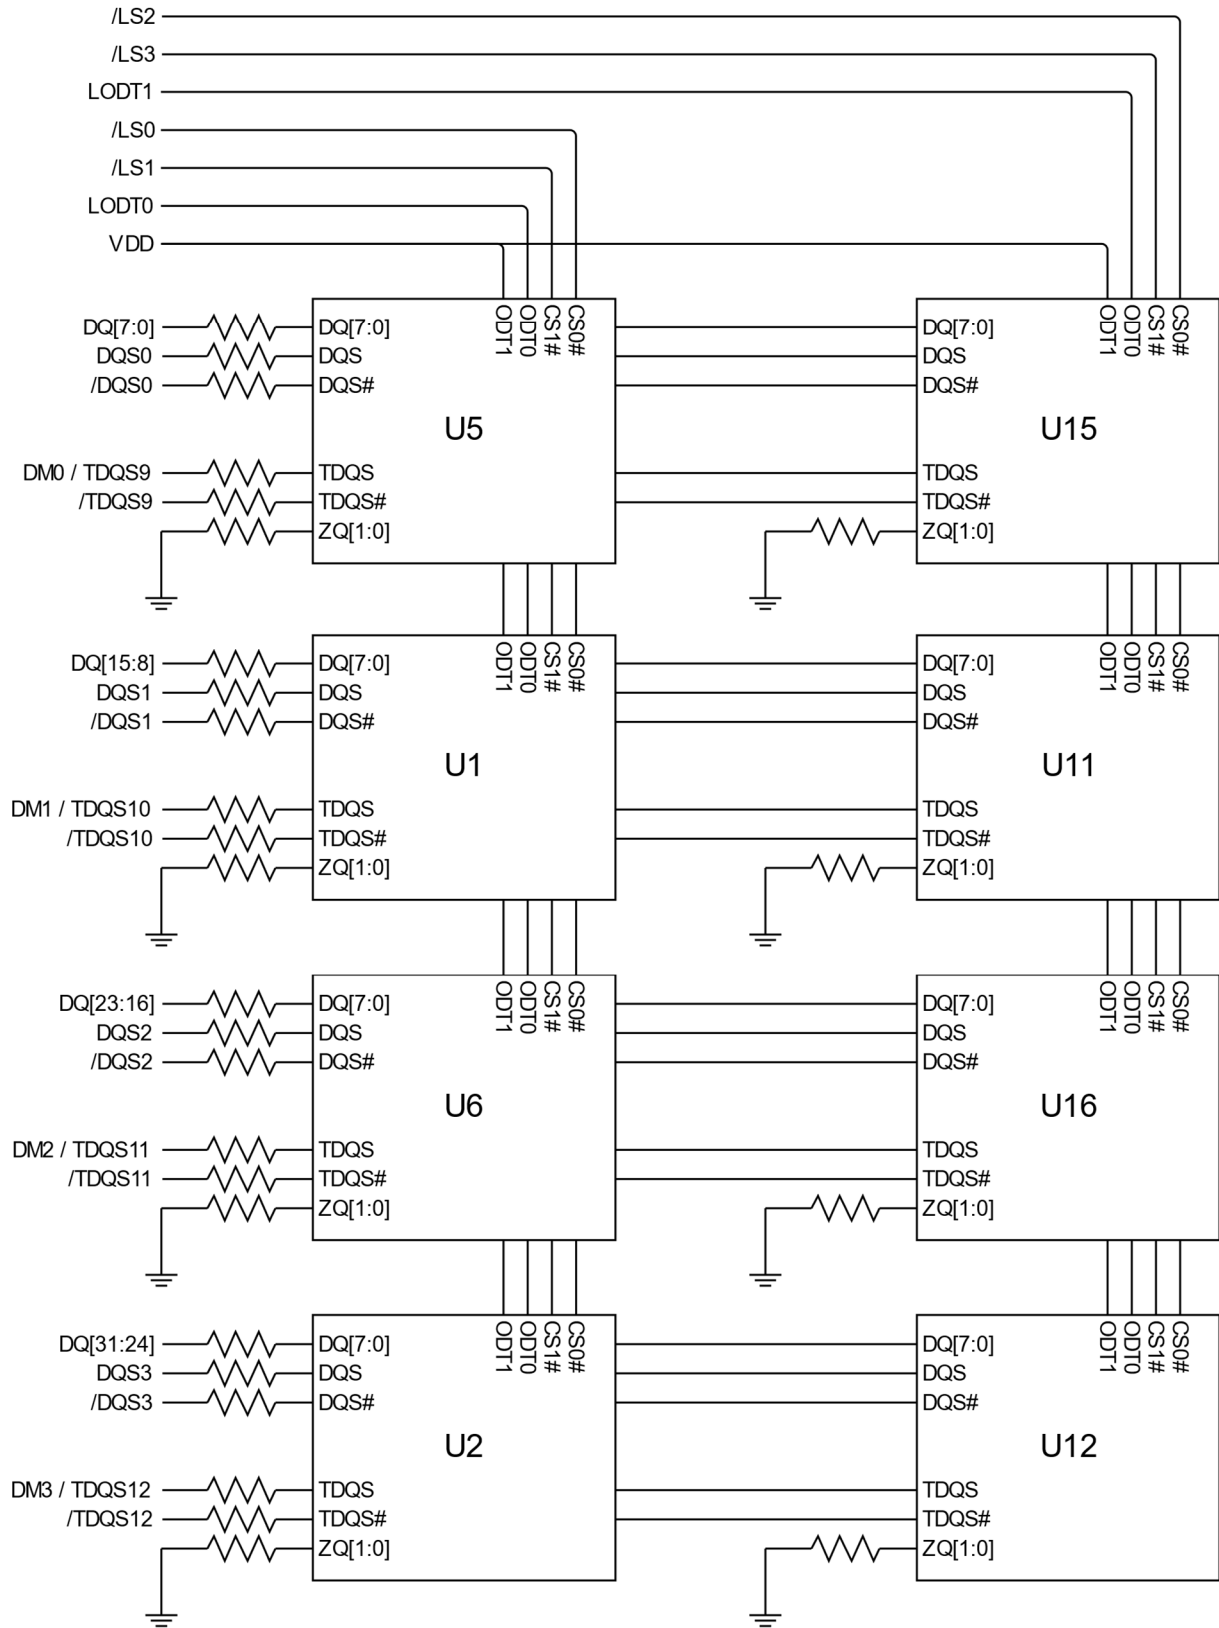 /LS2
/LS3
LODT1
/LS0
/LS1
LODT0
VDD
ODT1 ODT0 CS1# CS0# ODT1 ODT0 CS1# CS0#
DQ[7:0] DQ[7:0] DQ[7:0]
DQS0 DQS DQS
/DQS0 DQS# DQS#
U5 U15
DM0 / TDQS9 TDQS TDQS
/TDQS9 TDQS# TDQS#
ZQ[1:0] ZQ[1:0]
ODT1 ODT0 CS1# CS0# ODT1 ODT0 CS1# CS0#
DQ[15:8] DQ[7:0] DQ[7:0]
DQS1 DQS DQS
/DQS1 DQS# DQS#
U1 U11
DM1 / TDQS10 TDQS TDQS
/TDQS10 TDQS# TDQS#
ZQ[1:0] ZQ[1:0]
ODT1 ODT0 CS1# CS0# ODT1 ODT0 CS1# CS0#
DQ[23:16] DQ[7:0] DQ[7:0]
DQS2 DQS DQS
/DQS2 DQS# DQS#
U6 U16
DM2 / TDQS11 TDQS TDQS
/TDQS11 TDQS# TDQS#
ZQ[1:0] ZQ[1:0]
ODT1 ODT0 CS1# CS0# ODT1 ODT0 CS1# CS0#
DQ[31:24] DQ[7:0] DQ[7:0]
DQS3 DQS DQS
/DQS3 DQS# DQS#
U2 U12
DM3 / TDQS12 TDQS TDQS
/TDQS12 TDQS# TDQS#
ZQ[1:0] ZQ[1:0]